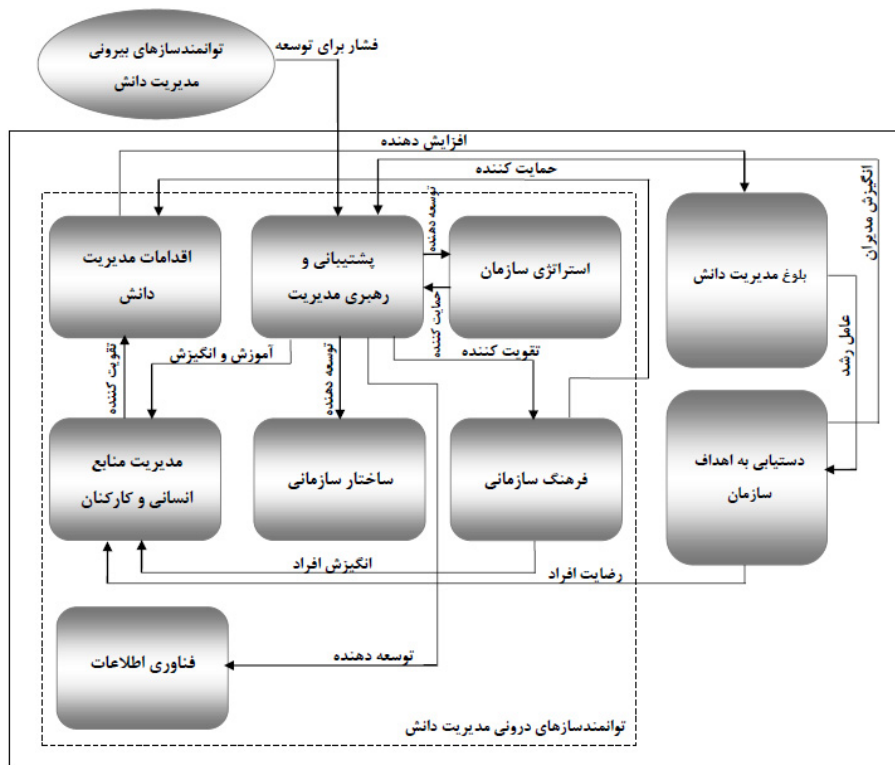 توانمندسازهای بیرونی
مدیریت دانش
فشار برای توسعه
افزایش دهنده
حمایت کننده
انگیزش مدیران
بلوغ مدیریت دانش
استراتژی سازمان
توسعه دهنده
حمایت کننده
پشتیبانی و
رهبری مدیریت
اقدامات مدیریت
دانش
عامل رشد
تقویت کننده
توسعه دهنده
آموزش و انگیزش
تقویت کننده
دستیابی به اهداف
سازمان
فرهنگ سازمانی
ساختار سازمانی
مدیریت منابع
انسانی و کارکنان
انگیزش افراد
رضایت افراد
توسعه دهنده
فناوری اطلاعات
توانمندسازهای درونی مدیریت دانش